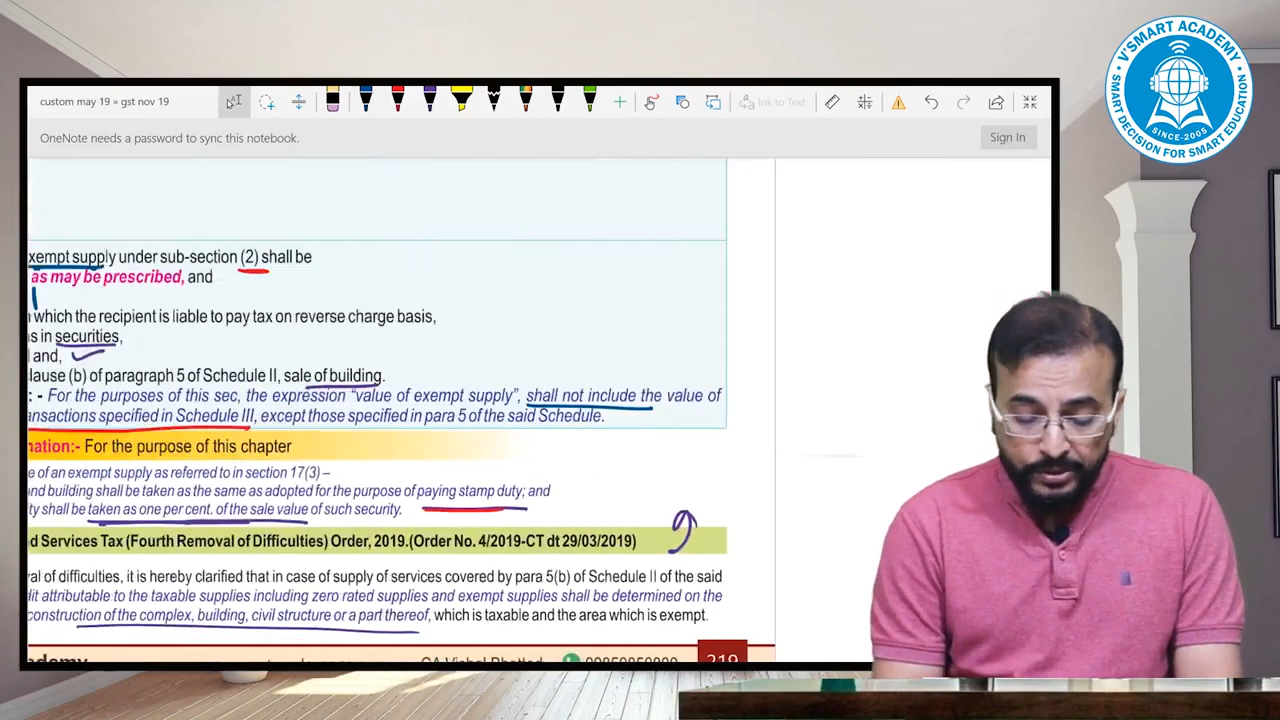 V'SMART ACADEMY
SINCE-2005
SMART DECISION FOR SMART EDUCATION
custom may 19 » gst nov 19
Ink to Text
OneNote needs a password to sync this notebook.
Sign In
xempt supply under sub-section (2) shall be
as may be prescribed, and
which the recipient is liable to pay tax on reverse charge basis,
s in securities,
and,
lause (b) of paragraph 5 of Schedule II, sale of building.
: - For the purposes of this sec, the expression “value of exempt supply”, shall not include the value of
ansactions specified in Schedule III, except those specified in para 5 of the said Schedule.
nation:- For the purpose of this chapter
e of an exempt supply as referred to in section 17(3) –
nd building shall be taken as the same as adopted for the purpose of paying stamp duty; and
ity shall be taken as one per cent. of the sale value of such security.
d Services Tax (Fourth Removal of Difficulties) Order, 2019.(Order No. 4/2019-CT dt 29/03/2019)
val of difficulties, it is hereby clarified that in case of supply of services covered by para 5(b) of Schedule II of the said
dit attributable to the taxable supplies including zero rated supplies and exempt supplies shall be determined on the
construction of the complex, building, civil structure or a part thereof, which is taxable and the area which is exempt.
219